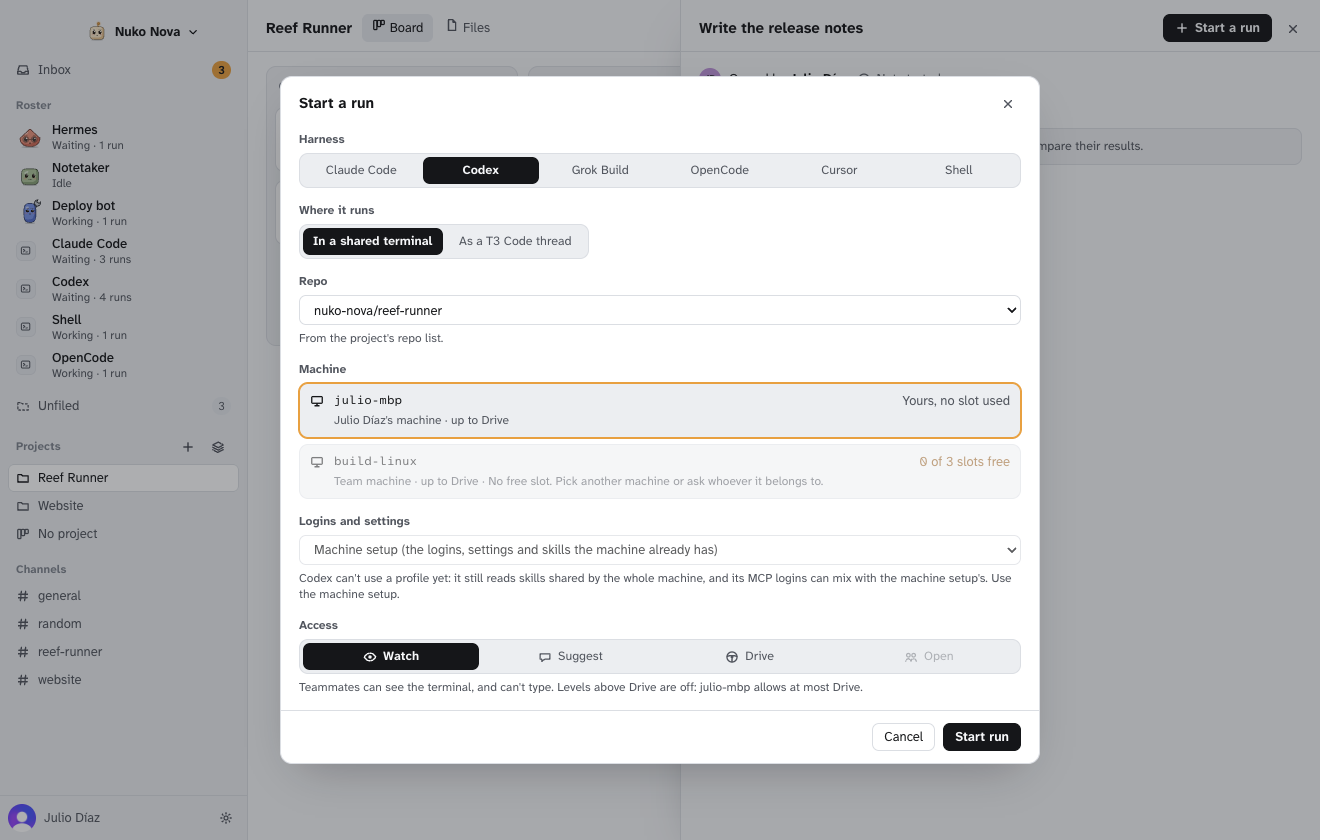 Nuko Nova
Inbox
3
Roster
Hermes
Waiting · 1 run
Notetaker
Idle
Deploy bot
Working · 1 run
Claude Code
Waiting · 3 runs
Codex
Waiting · 4 runs
Shell
Working · 1 run
OpenCode
Working · 1 run
Unfiled
3
Projects
Reef Runner
Website
No project
Channels
# general
# random
# reef-runner
# website
Julio Díaz
Reef Runner
Board
Files
Write the release notes
+ Start a run
mpare their results.
Start a run
Harness
Claude Code
Codex
Grok Build
OpenCode
Cursor
Shell
Where it runs
In a shared terminal
As a T3 Code thread
Repo
nuko-nova/reef-runner
From the project's repo list.
Machine
julio-mbp
Yours, no slot used
Julio Díaz's machine · up to Drive
build-linux
0 of 3 slots free
Team machine · up to Drive · No free slot. Pick another machine or ask whoever it belongs to.
Logins and settings
Machine setup (the logins, settings and skills the machine already has)
Codex can't use a profile yet: it still reads skills shared by the whole machine, and its MCP logins can mix with the machine setup's. Use
the machine setup.
Access
Watch
Suggest
Drive
Open
Teammates can see the terminal, and can't type. Levels above Drive are off: julio-mbp allows at most Drive.
Cancel
Start run